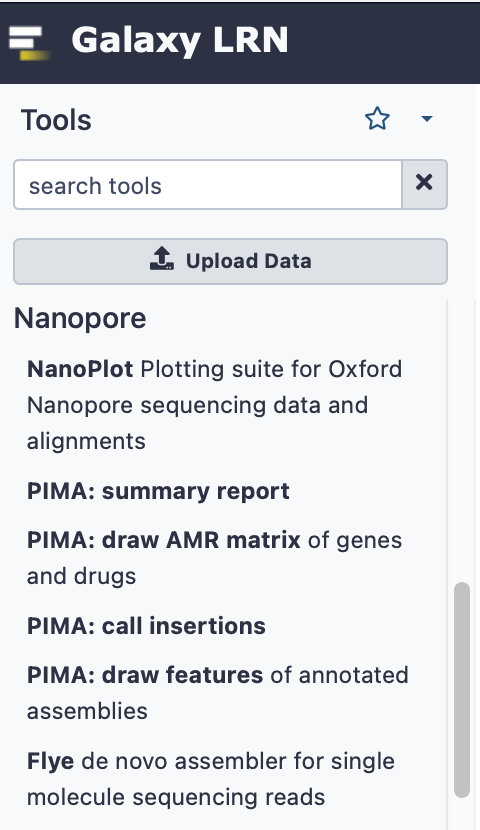 Galaxy LRN
Tools
search tools
Upload Data
Nanopore
NanoPlot Plotting suite for Oxford
Nanopore sequencing data and
alignments
PIMA: summary report
PIMA: draw AMR matrix of genes
and drugs
PIMA: call insertions
PIMA: draw features of annotated
assemblies
Flye de novo assembler for single
molecule sequencing reads